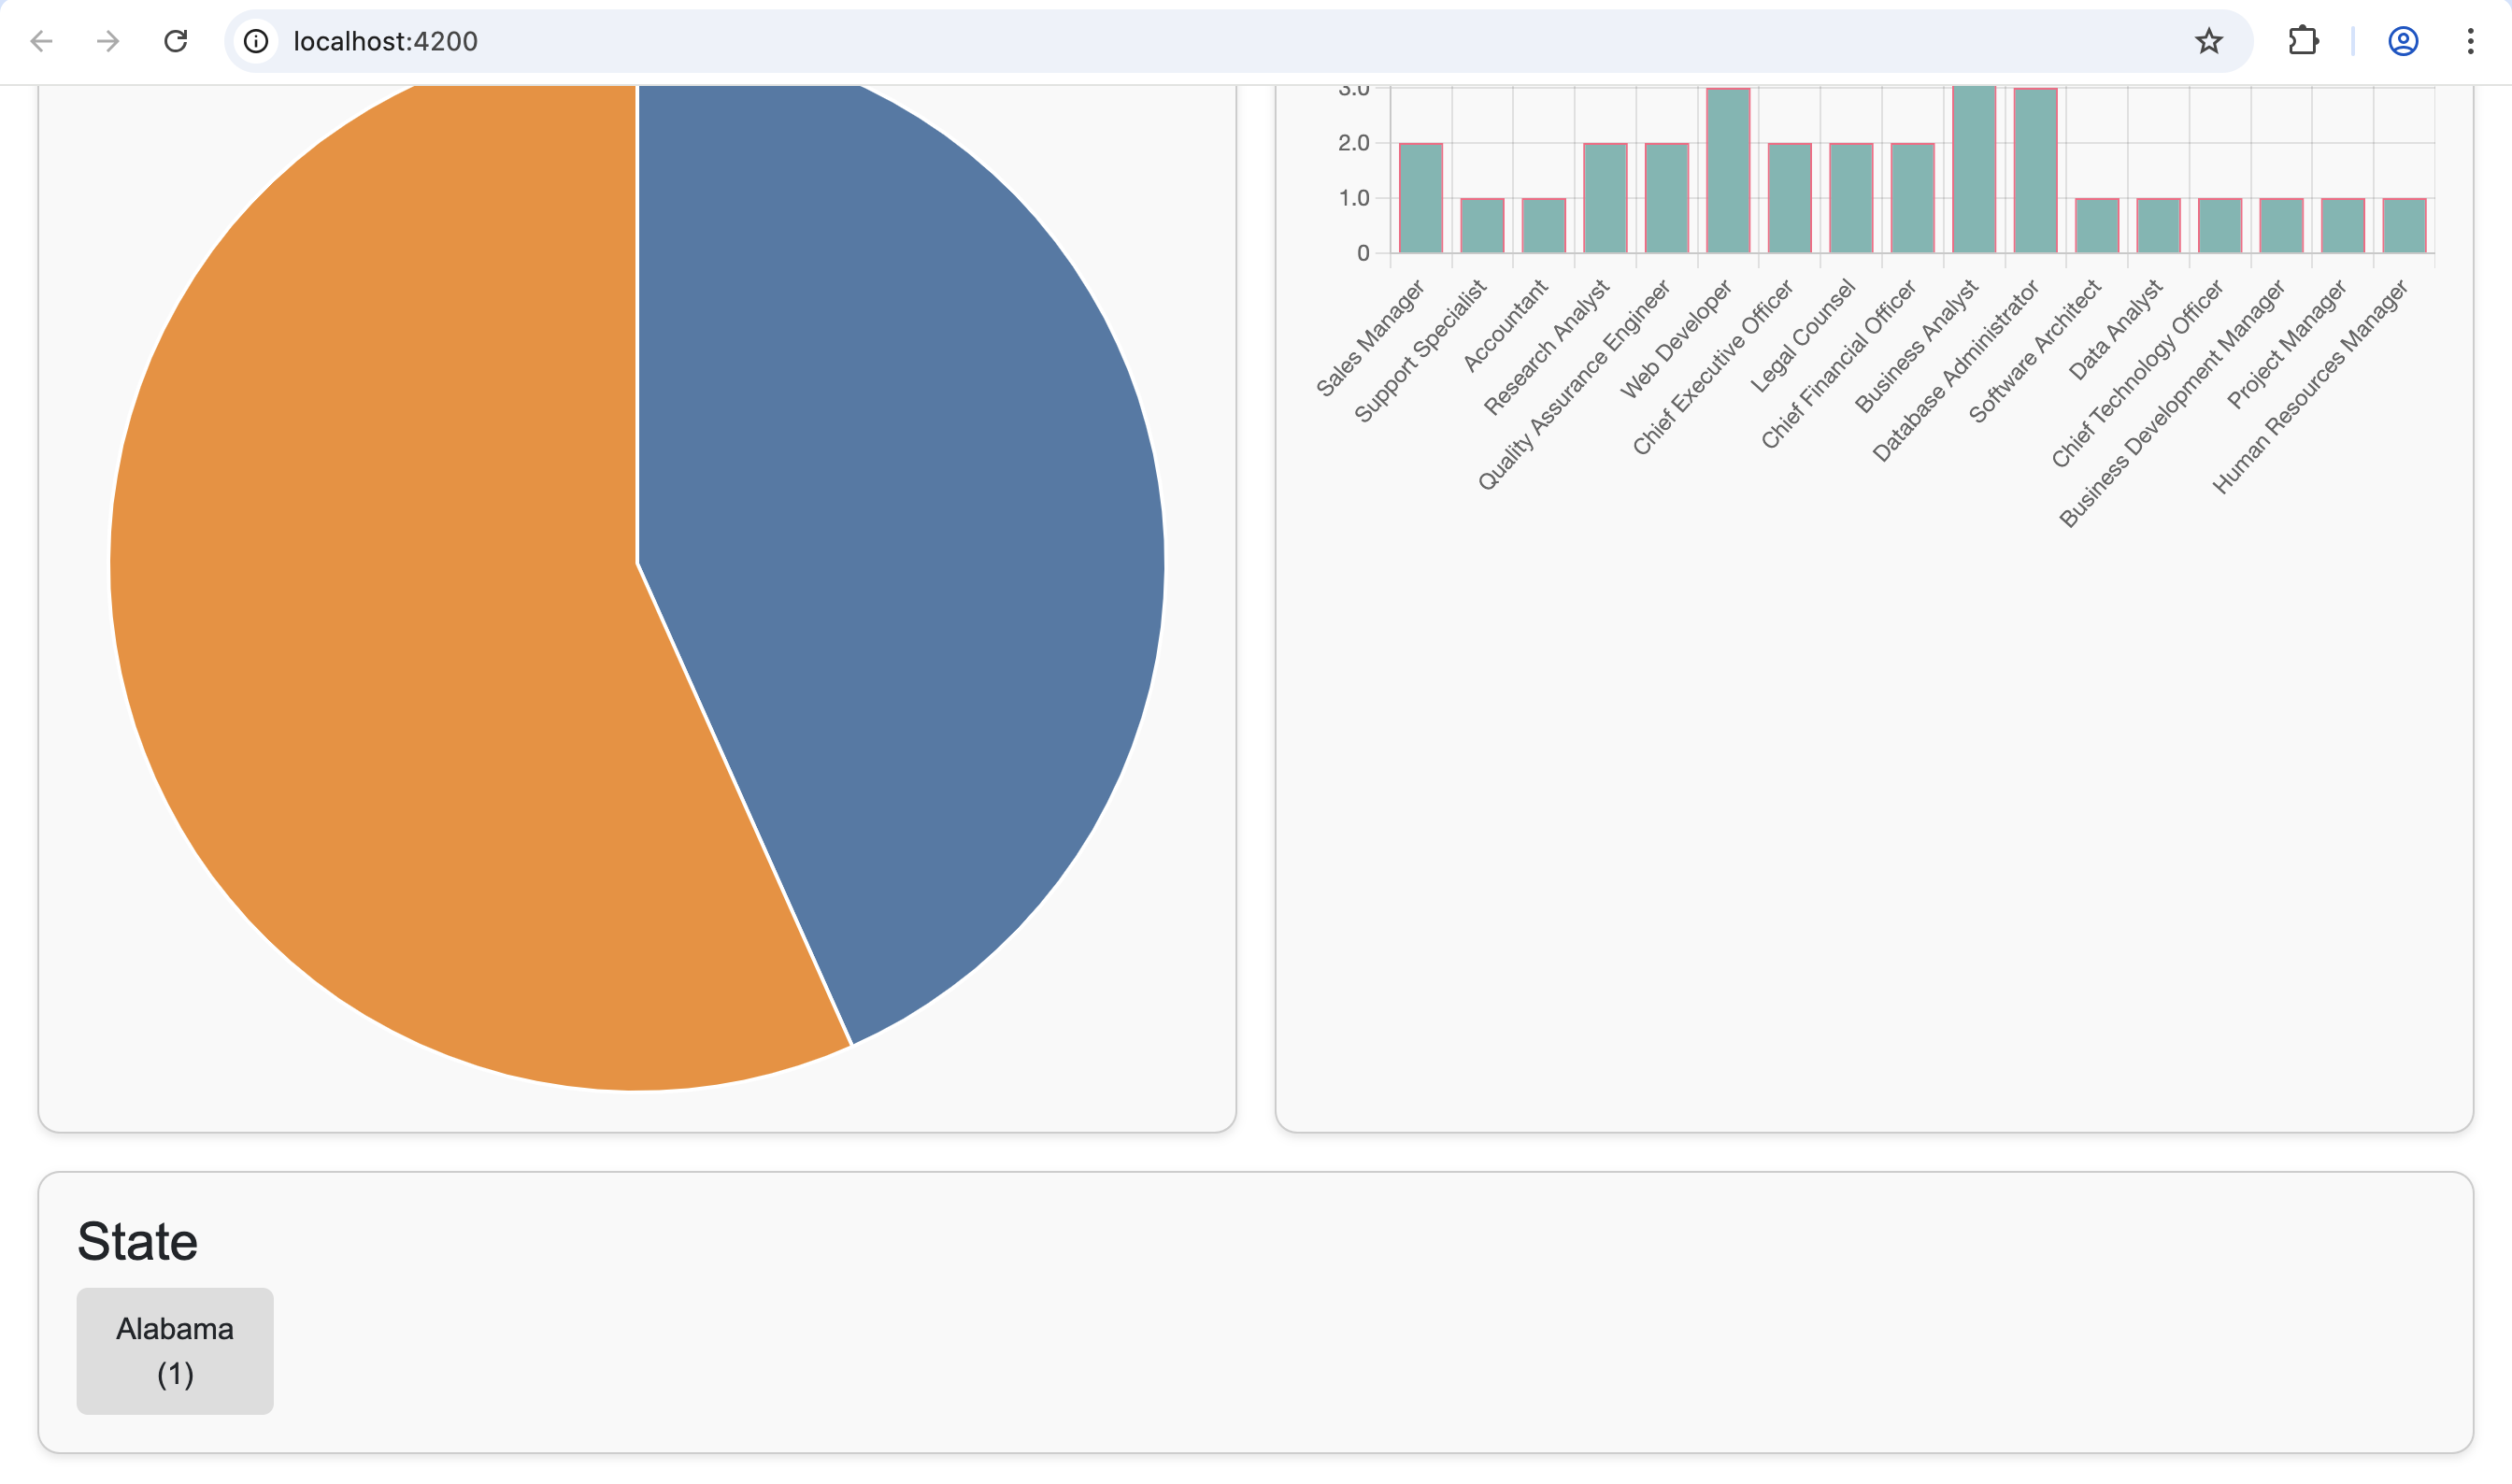 localhost:4200
3.0
2.0
1.0
0
Sales Manager
Support Specialist
Accountant
Research Analyst
Quality Assurance Engineer
Web Developer
Chief Executive Officer
Legal Counsel
Chief Financial Officer
Business Analyst
Database Administrator
Software Architect
Data Analyst
Chief Technology Officer
Business Development Manager
Project Manager
Human Resources Manager
State
Alabama
(1)